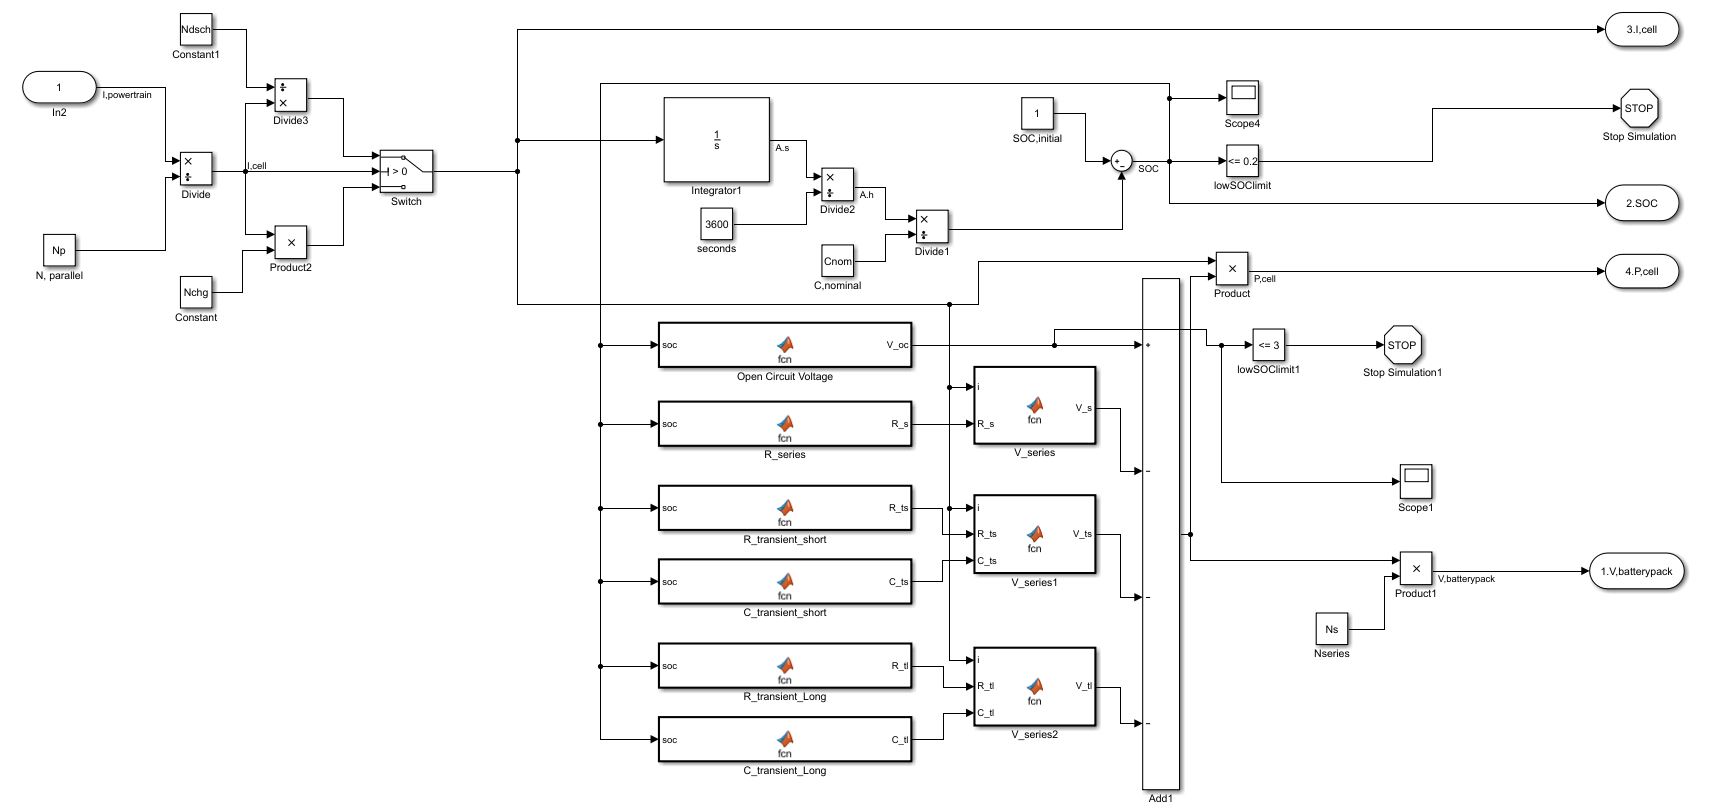 Ndsch
Constant1
1
In2
I,powertrain
÷
×
Divide3
×
÷
Divide
I,cell
> 0
Switch
Np
N, parallel
×
Product2
Nchg
Constant
1
s
Integrator1
A.s
3600
seconds
×
÷
Divide2
A.h
Cnom
C,nominal
×
÷
Divide1
1
SOC,initial
+
−
SOC
Scope4
<= 0.2
lowSOClimit
3.I,cell
STOP
Stop Simulation
2.SOC
×
Product
P,cell
4.P,cell
soc
fcn
V_oc
Open Circuit Voltage
soc
fcn
R_s
R_series
soc
fcn
R_ts
R_transient_short
soc
fcn
C_ts
C_transient_short
soc
fcn
R_tl
R_transient_Long
soc
fcn
C_tl
C_transient_Long
i
R_s
fcn
V_s
V_series
i
R_ts
C_ts
fcn
V_ts
V_series1
i
R_tl
C_tl
fcn
V_tl
V_series2
+
−
−
−
Add1
<= 3
lowSOClimit1
STOP
Stop Simulation1
Scope1
×
Product1
Ns
Nseries
V,batterypack
1.V,batterypack